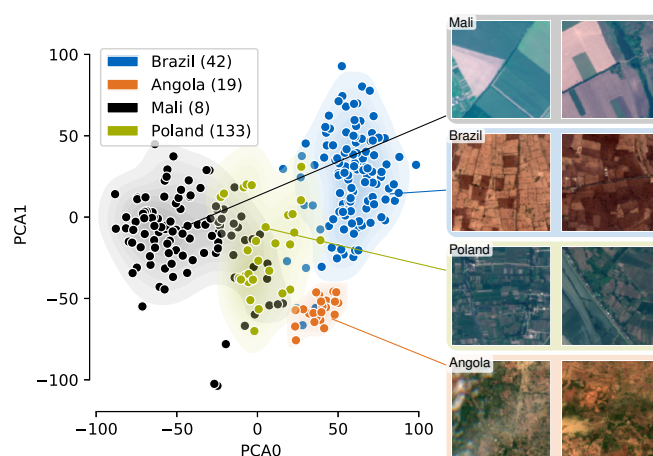 Mali
Brazil (42)
Angola (19)
Mali (8)
Poland (133)
Brazil
Poland
Angola
100
50
0
−50
−100
PCA1
−100
−50
0
50
100
PCA0